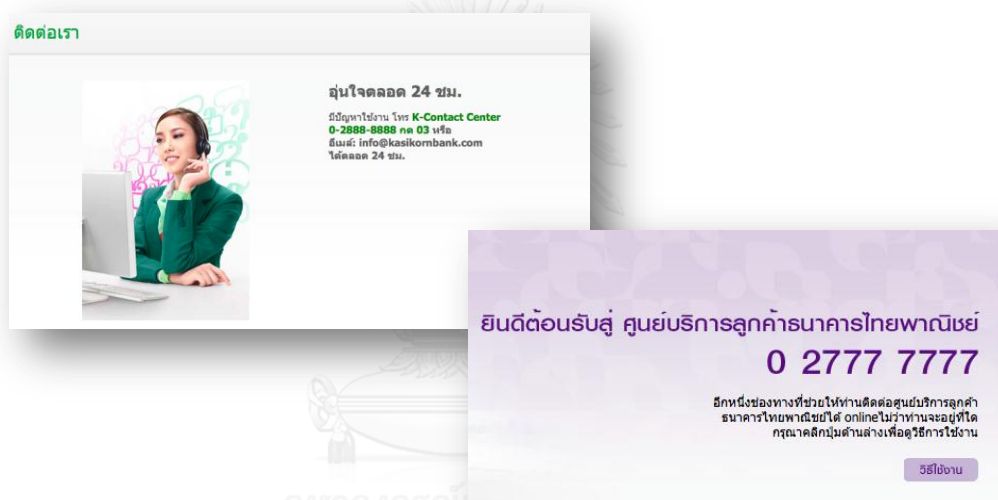 ติดต่อเรา
อุ่นใจตลอด 24 ชม.
มีปัญหาใช้งาน โทร K-Contact Center
0-2888-8888 กด 03 หรือ
อีเมล์: info@kasikornbank.com
ได้ตลอด 24 ชม.
ยินดีต้อนรับสู่ ศูนย์บริการลูกค้าธนาคารไทยพาณิชย์
0 2777 7777
อีกหนึ่งช่องทางที่ช่วยให้ท่านติดต่อศูนย์บริการลูกค้า
ธนาคารไทยพาณิชย์ได้ onlineไม่ว่าท่านจะอยู่ที่ใด
กรุณาคลิกปุ่มด้านล่างเพื่อดูวิธีการใช้งาน
วิธีใช้งาน